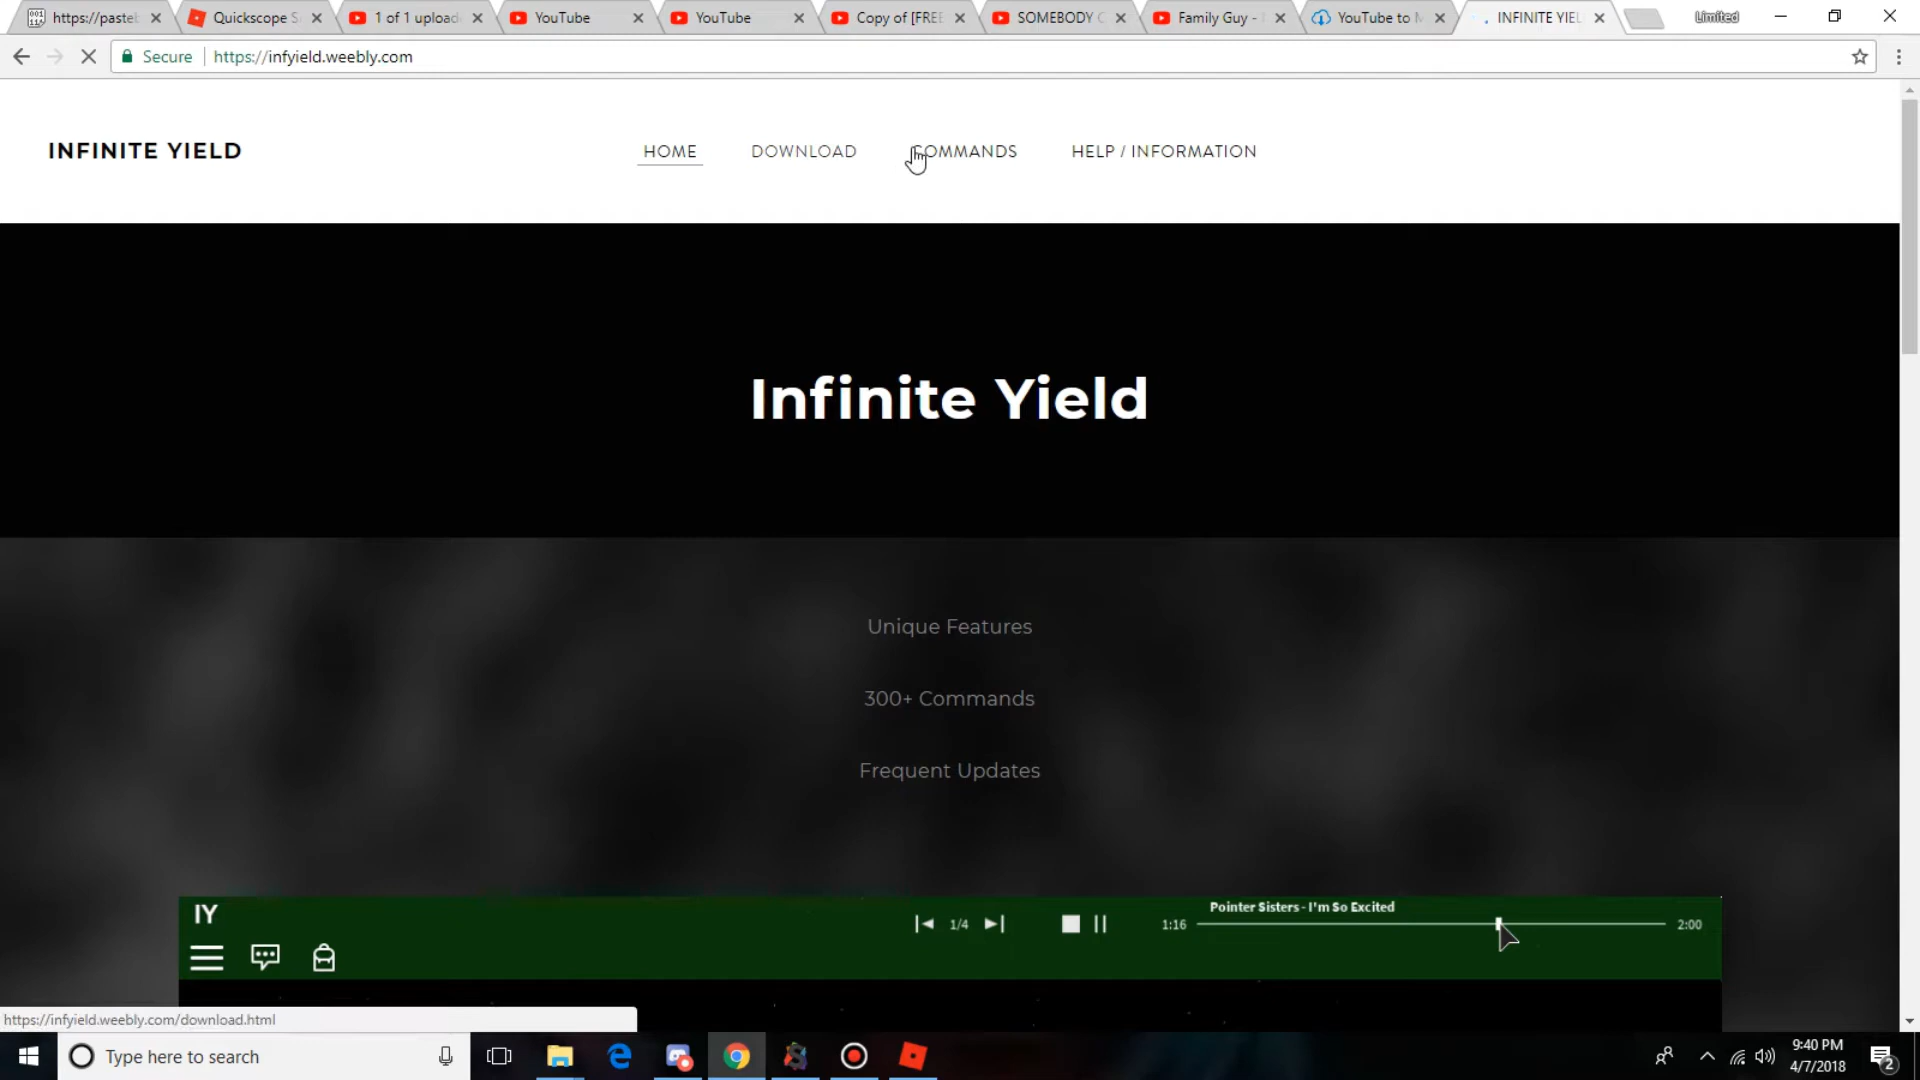 https://pastel
Quickscope S
1 of 1 upload
YouTube
YouTube
Copy of [FREE
SOMEBODY
Family Guy -
YouTube to M
INFINITE YIEL
Limited
Secure
https://infyield.weebly.com
INFINITE YIELD
HOME
DOWNLOAD
COMMANDS
HELP / INFORMATION
Infinite Yield
Unique Features
300+ Commands
Frequent Updates
IY
1/4
1:16
Pointer Sisters - I'm So Excited
2:00
https://infyield.weebly.com/download.html
Type here to search
9:40 PM
4/7/2018
2